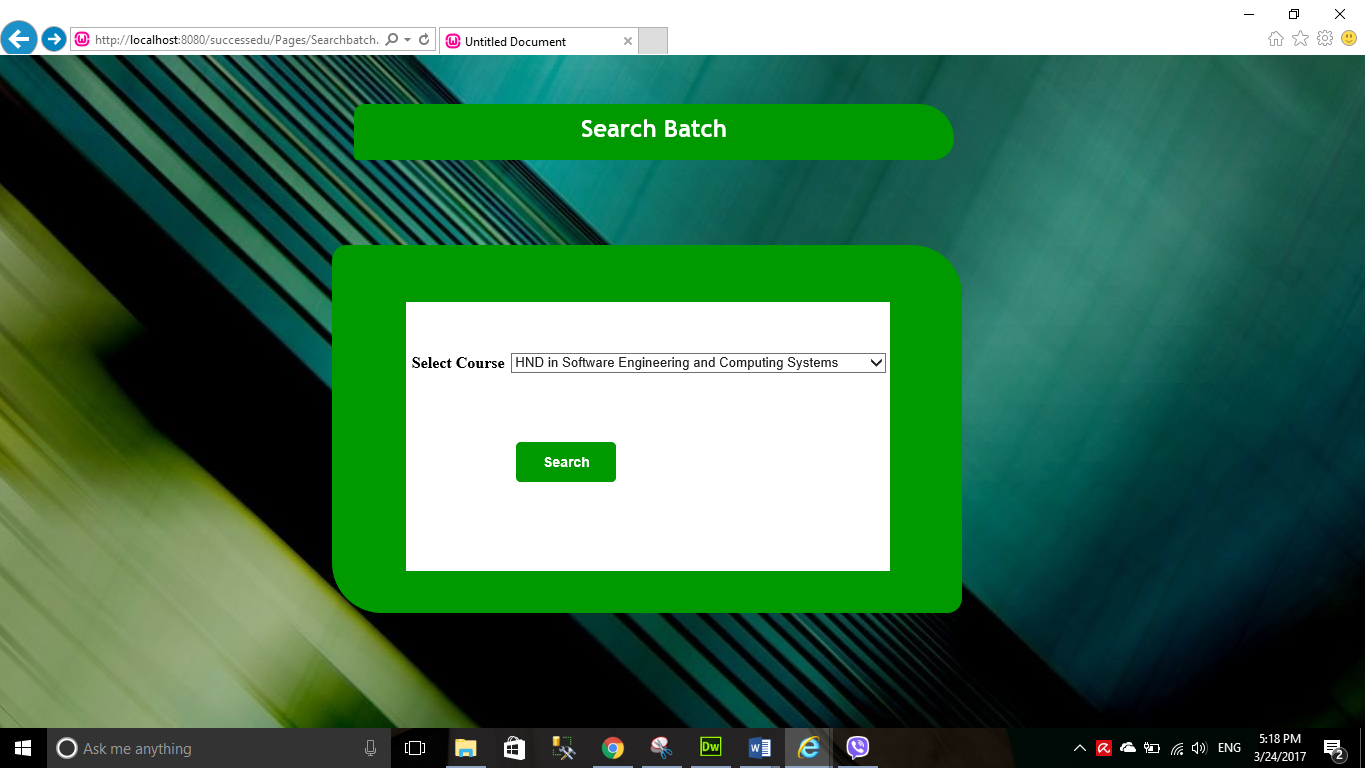 http://localhost:8080/successedu/Pages/Searchbatch.
Untitled Document
Search Batch
Select Course
HND in Software Engineering and Computing Systems
Search
Ask me anything
Dw
ENG
5:18 PM
3/24/2017
2